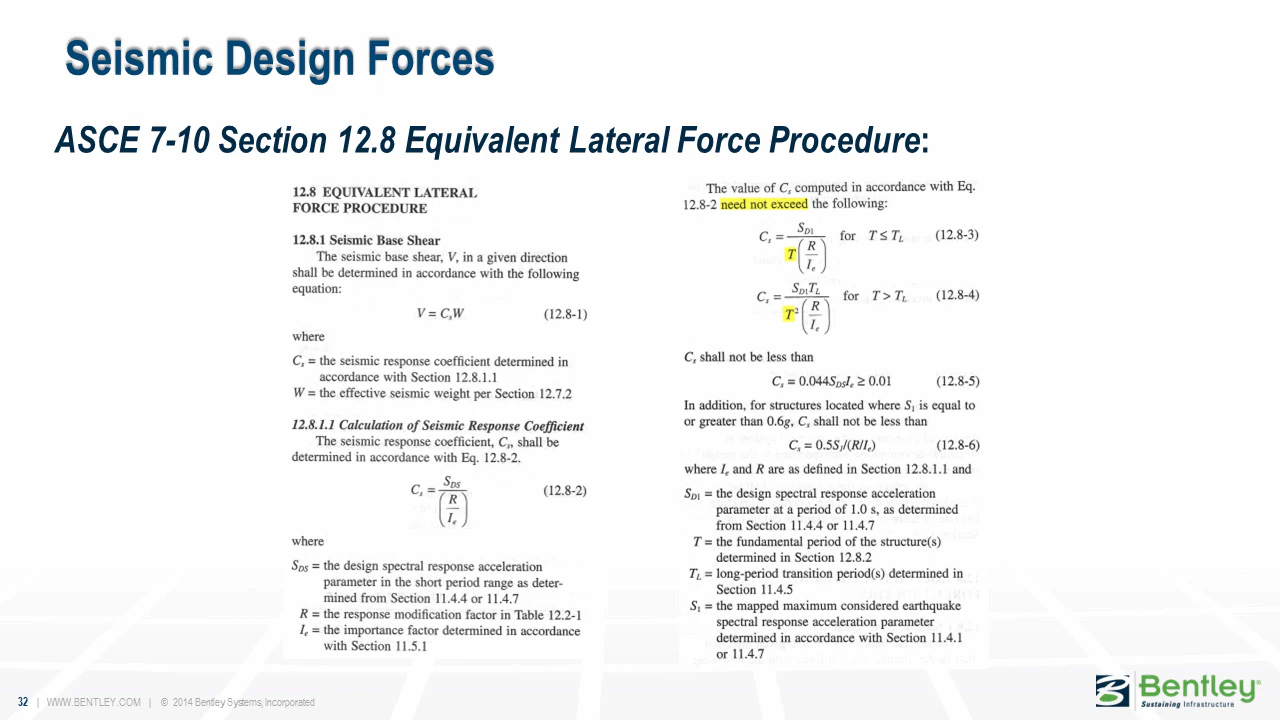 Seismic Design Forces
ASCE 7-10 Section 12.8 Equivalent Lateral Force Procedure:
12.8 EQUIVALENT LATERAL
FORCE PROCEDURE
12.8.1 Seismic Base Shear
The seismic base shear, V, in a given direction
shall be determined in accordance with the following
equation:
V = CₛW (12.8-1)
where
Cₛ = the seismic response coefficient determined in
accordance with Section 12.8.1.1
W = the effective seismic weight per Section 12.7.2
12.8.1.1 Calculation of Seismic Response Coefficient
The seismic response coefficient, Cₛ, shall be
determined in accordance with Eq. 12.8-2.
Cₛ = S_DS / (R / Iₑ) (12.8-2)
where
S_DS = the design spectral response acceleration
parameter in the short period range as deter-
mined from Section 11.4.4 or 11.4.7
R = the response modification factor in Table 12.2-1
Iₑ = the importance factor determined in accordance
with Section 11.5.1
The value of Cₛ computed in accordance with Eq.
12.8-2 need not exceed the following:
Cₛ = S_D1 / T(R / Iₑ) for T ≤ T_L (12.8-3)
Cₛ = S_D1T_L / T²(R / Iₑ) for T > T_L (12.8-4)
Cₛ shall not be less than
Cₛ = 0.044S_DSIₑ ≥ 0.01 (12.8-5)
In addition, for structures located where S₁ is equal to
or greater than 0.6g, Cₛ shall not be less than
Cₛ = 0.5S₁/(R/Iₑ) (12.8-6)
where Iₑ and R are as defined in Section 12.8.1.1 and
S_D1 = the design spectral response acceleration
parameter at a period of 1.0 s, as determined
from Section 11.4.4 or 11.4.7
T = the fundamental period of the structure(s)
determined in Section 12.8.2
T_L = long-period transition period(s) determined in
Section 11.4.5
S₁ = the mapped maximum considered earthquake
spectral response acceleration parameter
determined in accordance with Section 11.4.1
or 11.4.7
32 | WWW.BENTLEY.COM | © 2014 Bentley Systems, Incorporated
Bentley®
Sustaining Infrastructure